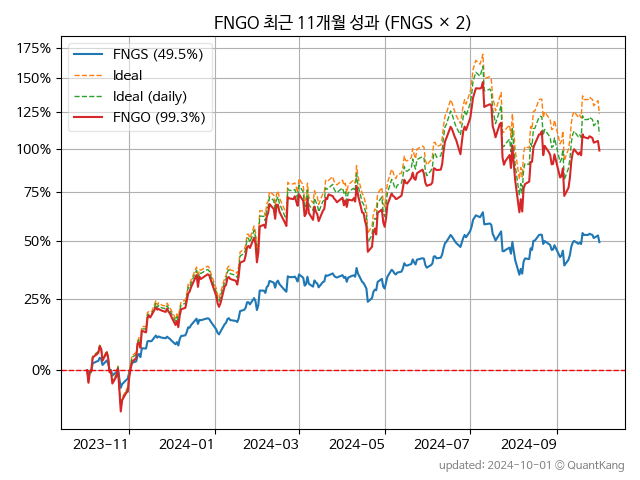 FNGO 최근 11개월 성과 (FNGS × 2)
175%
150%
125%
100%
75%
50%
25%
0%
FNGS (49.5%)
Ideal
Ideal (daily)
FNGO (99.3%)
2023-11
2024-01
2024-03
2024-05
2024-07
2024-09
updated: 2024-10-01 © QuantKang